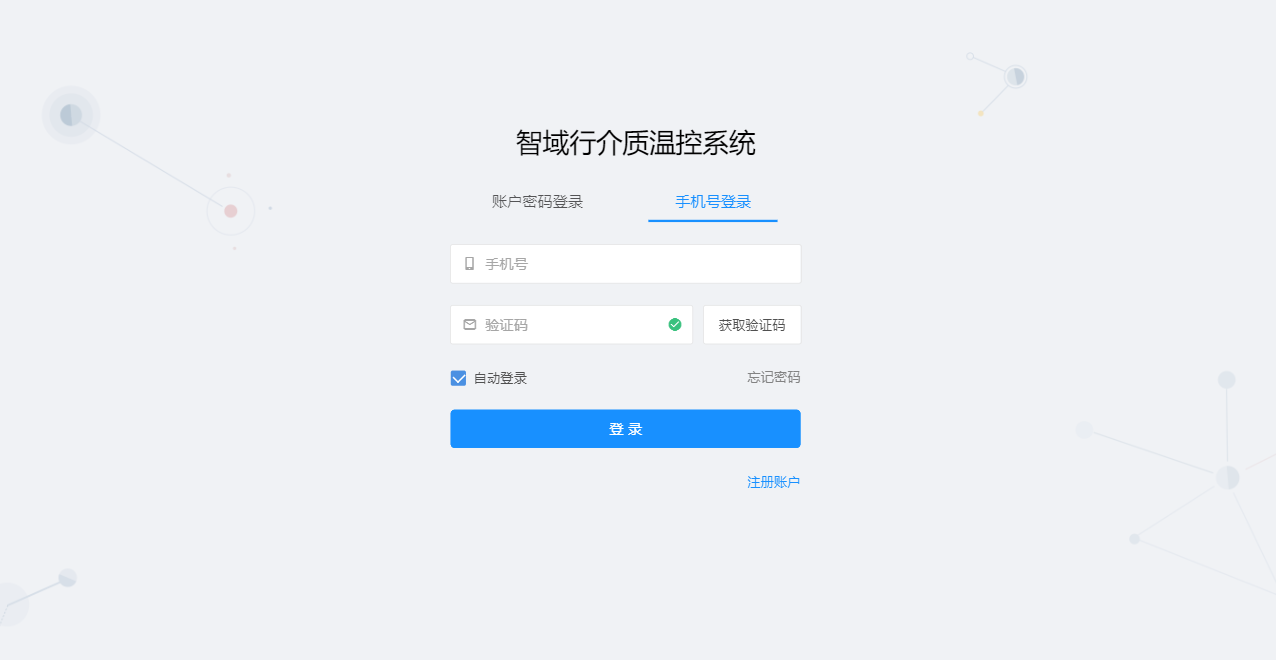 智域行介质温控系统
账户密码登录 手机号登录
手机号
验证码 获取验证码
自动登录 忘记密码
登 录
注册账户